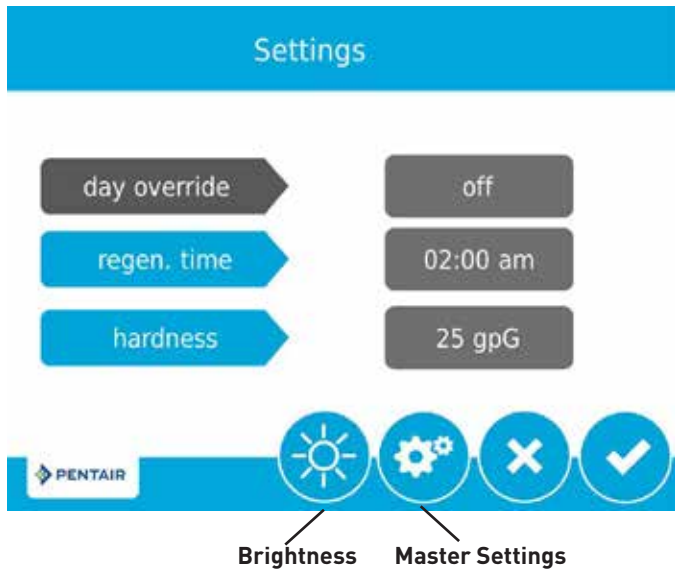 Settings
day override off
regen. time 02:00 am
hardness 25 gpG
PENTAIR
Brightness Master Settings